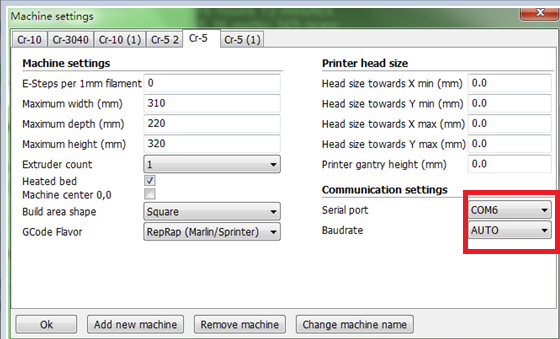 Machine settings
Cr-10 Cr-3040 Cr-10 (1) Cr-5 2 Cr-5 Cr-5 (1)
Machine settings
E-Steps per 1mm filament 0
Maximum width (mm) 310
Maximum depth (mm) 220
Maximum height (mm) 320
Extruder count 1
Heated bed
Machine center 0,0
Build area shape Square
GCode Flavor RepRap (Marlin/Sprinter)
Printer head size
Head size towards X min (mm) 0.0
Head size towards Y min (mm) 0.0
Head size towards X max (mm) 0.0
Head size towards Y max (mm) 0.0
Printer gantry height (mm) 0.0
Communication settings
Serial port COM6
Baudrate AUTO
Ok Add new machine Remove machine Change machine name